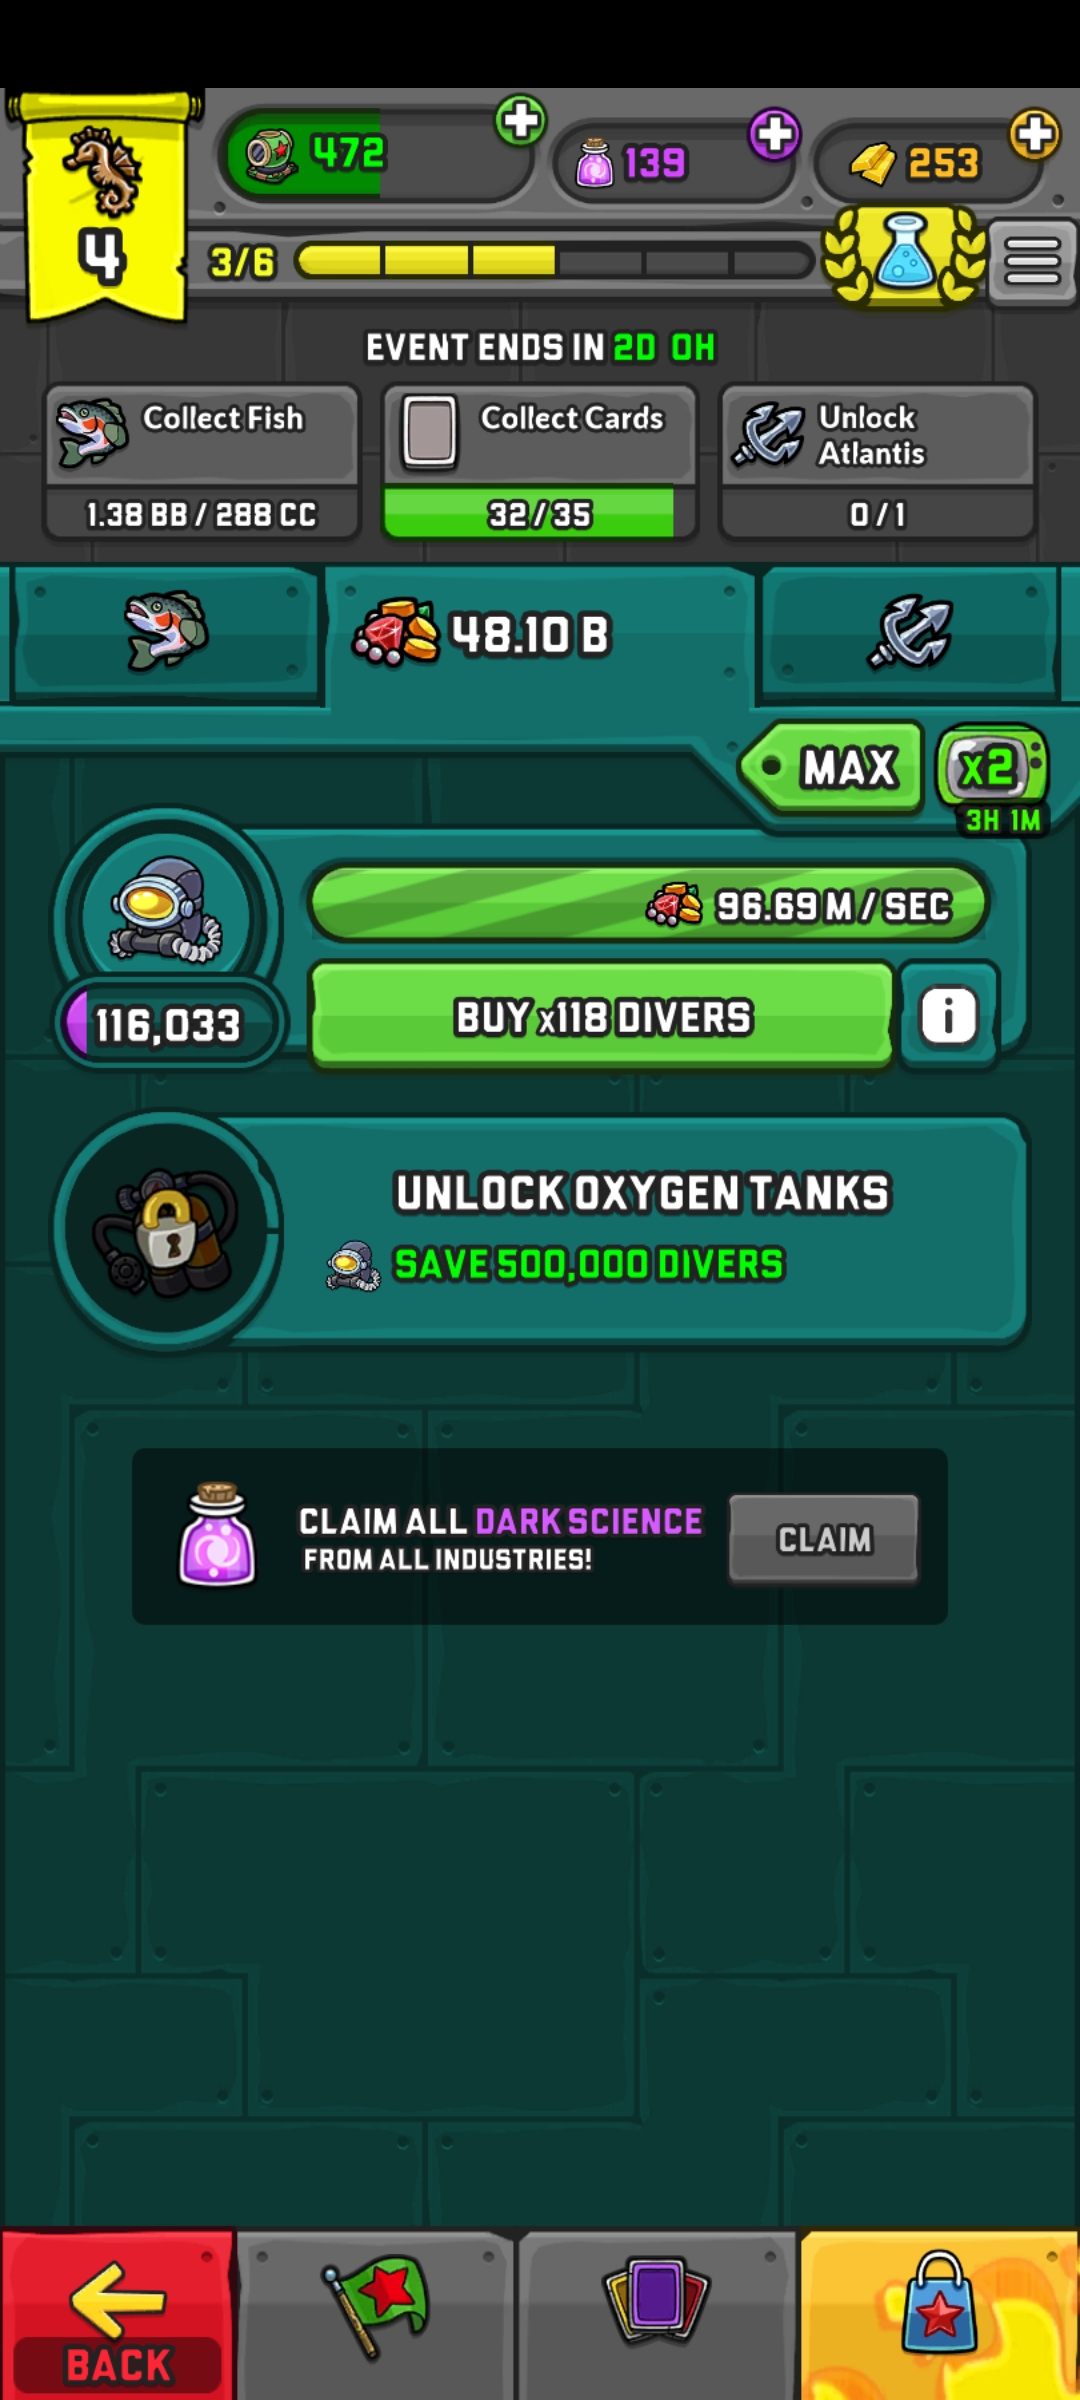 472
139
253
4
3/6
EVENT ENDS IN 2D 0H
Collect Fish
1.38 BB / 288 CC
Collect Cards
32/35
Unlock
Atlantis
0/1
48.10 B
MAX
x2
3H 1M
96.69 M / SEC
116,033
BUY x118 DIVERS
i
UNLOCK OXYGEN TANKS
SAVE 500,000 DIVERS
CLAIM ALL DARK SCIENCE
FROM ALL INDUSTRIES!
CLAIM
BACK